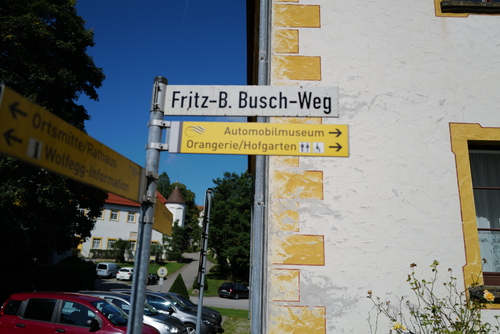 Fritz-B. Busch-Weg
Automobilmuseum
Orangerie/Hofgarten
Ortsmitte/Rathaus
Wolfegg-Information